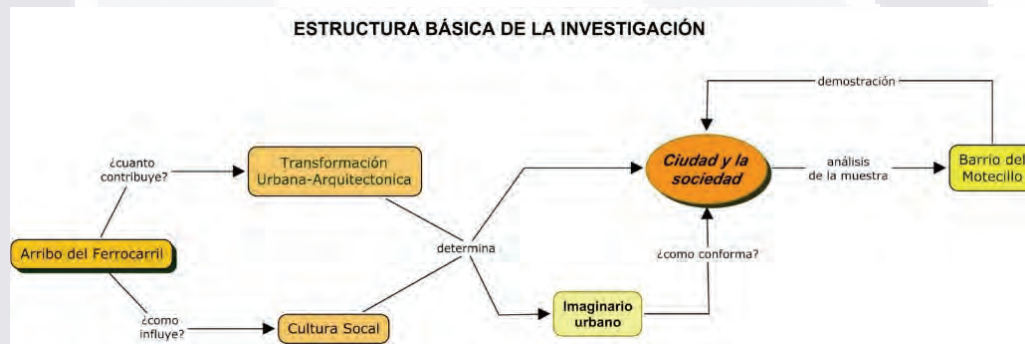 ESTRUCTURA BÁSICA DE LA INVESTIGACIÓN
demostración
¿cuanto
contribuye?
Transformación
Urbana-Arquitectonica
Ciudad y la
sociedad
análisis
de la muestra
Barrio del
Motecillo
Arribo del Ferrocarril
determina
¿como conforma?
¿como
influye?
Cultura Socal
Imaginario
urbano